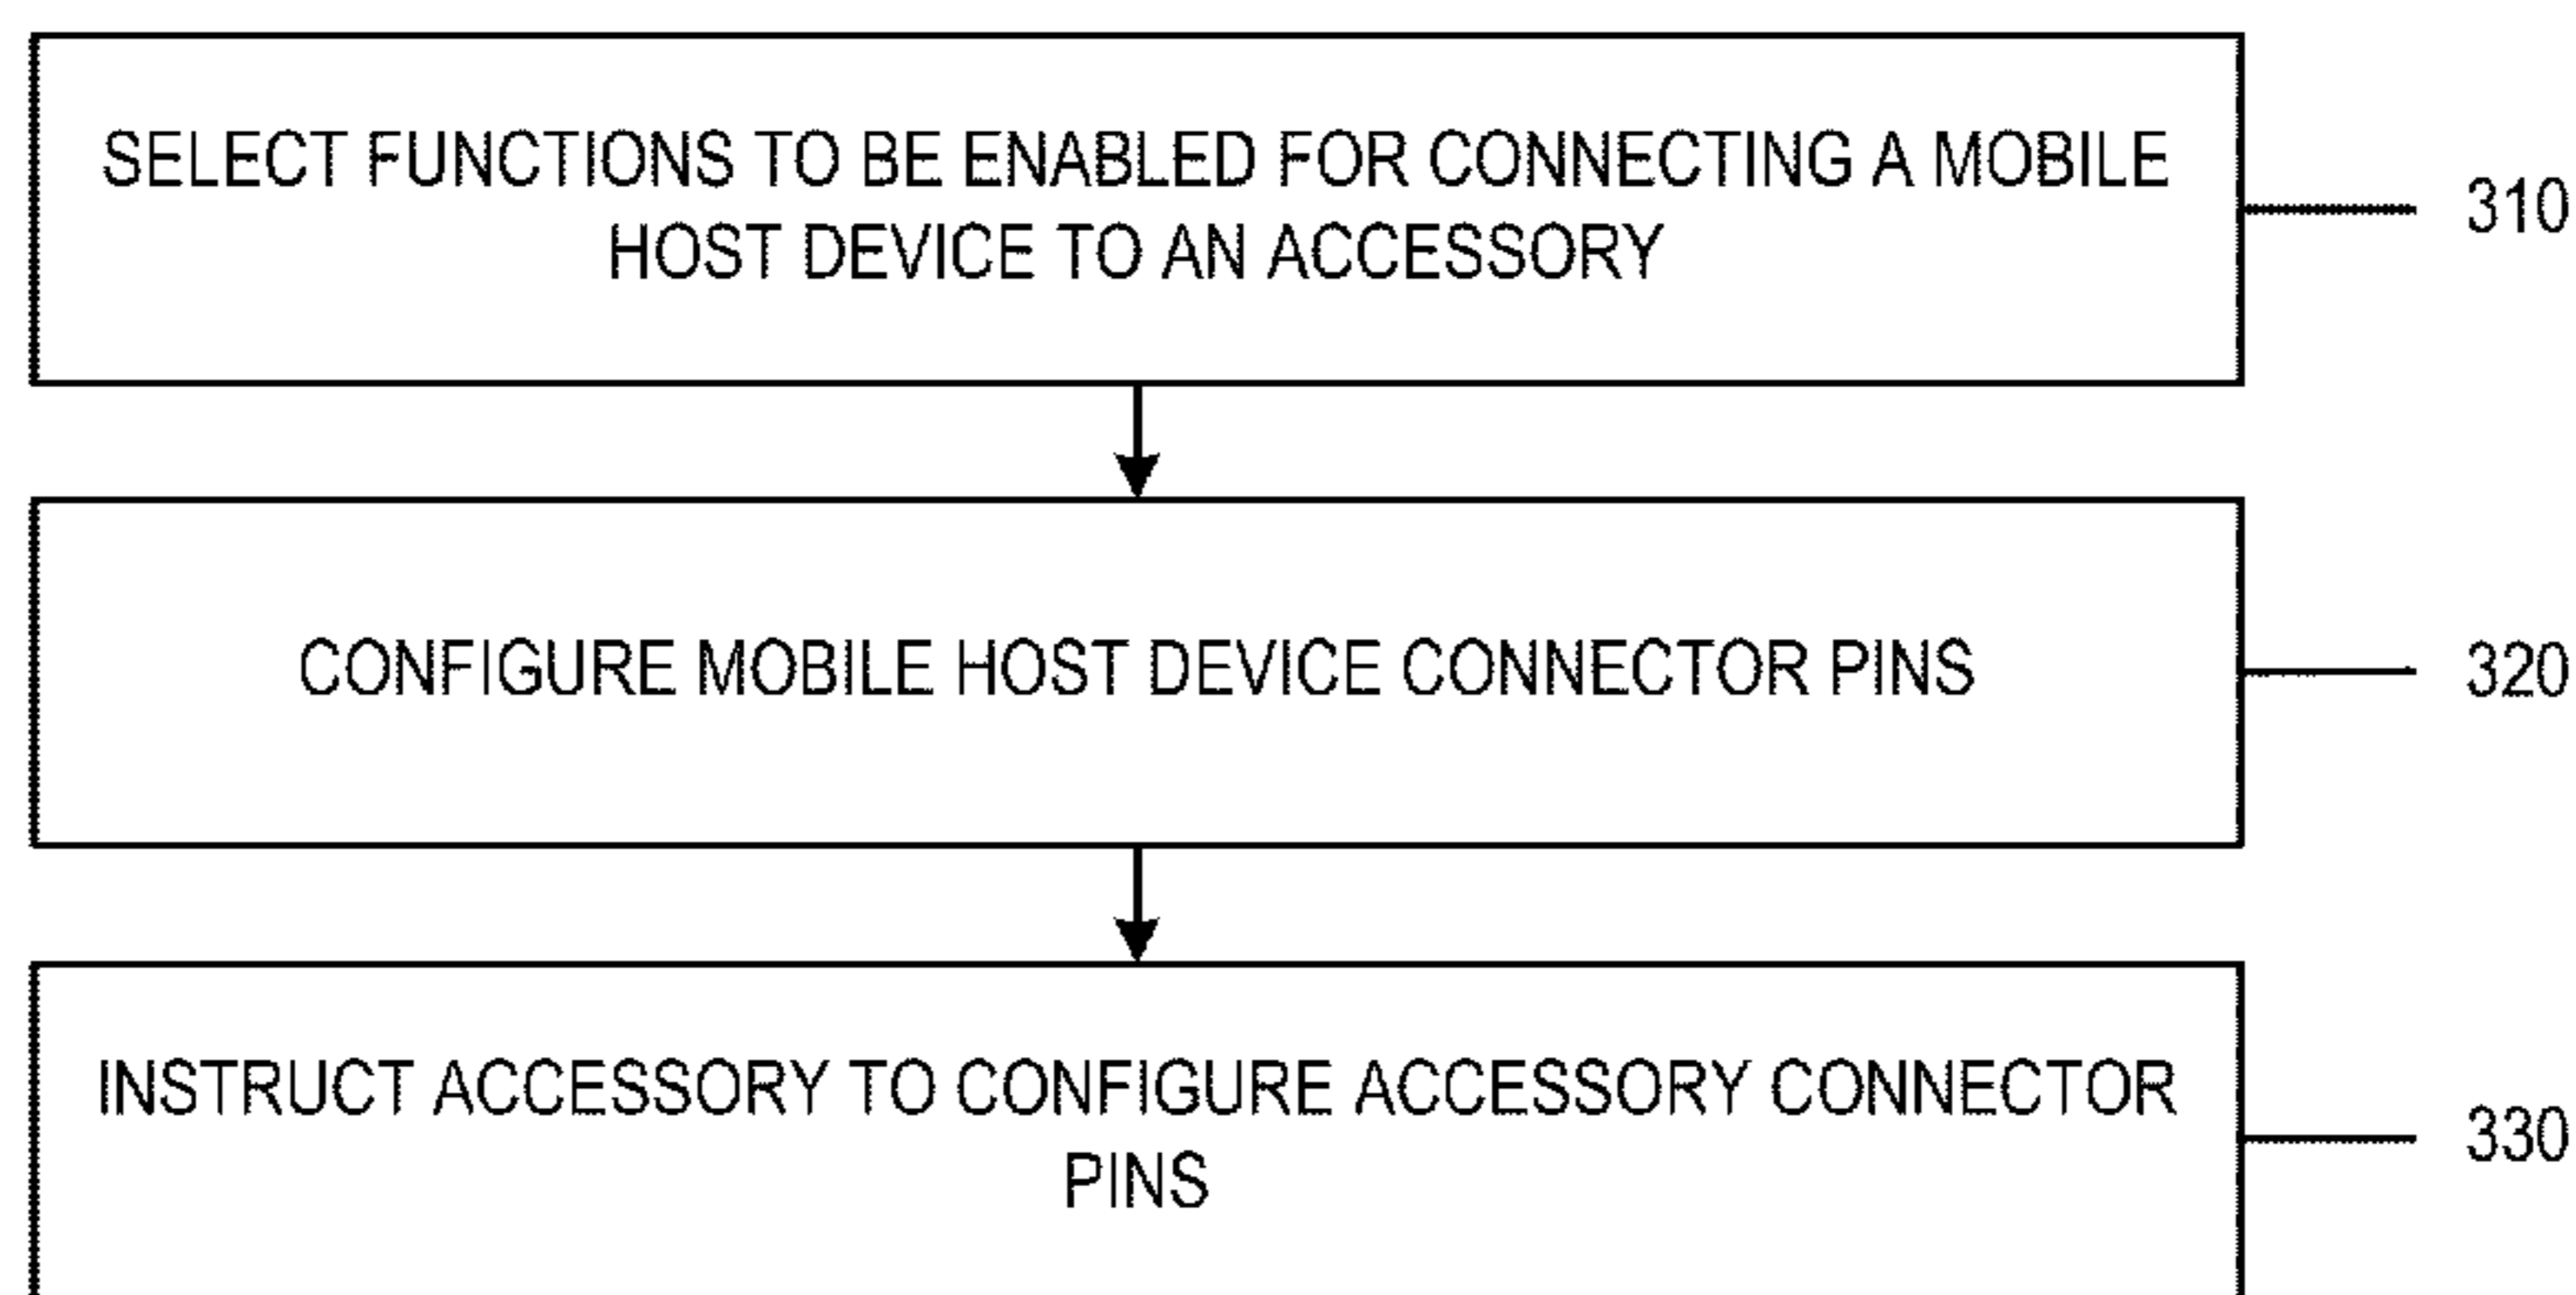 SELECT FUNCTIONS TO BE ENABLED FOR CONNECTING A MOBILE
HOST DEVICE TO AN ACCESSORY
310
CONFIGURE MOBILE HOST DEVICE CONNECTOR PINS
320
INSTRUCT ACCESSORY TO CONFIGURE ACCESSORY CONNECTOR
PINS
330